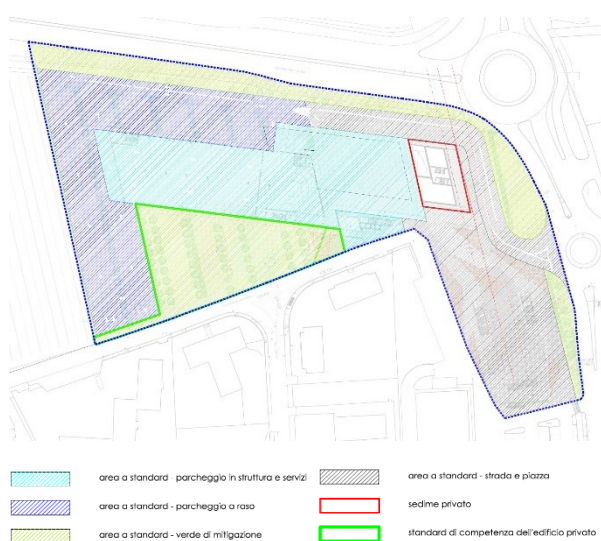 area a standard - parcheggio in struttura e servizi
area a standard - strada e piazza
area a standard - parcheggio a raso
sedime privato
area a standard - verde di mitigazione
standard di competenza dell'edificio privato